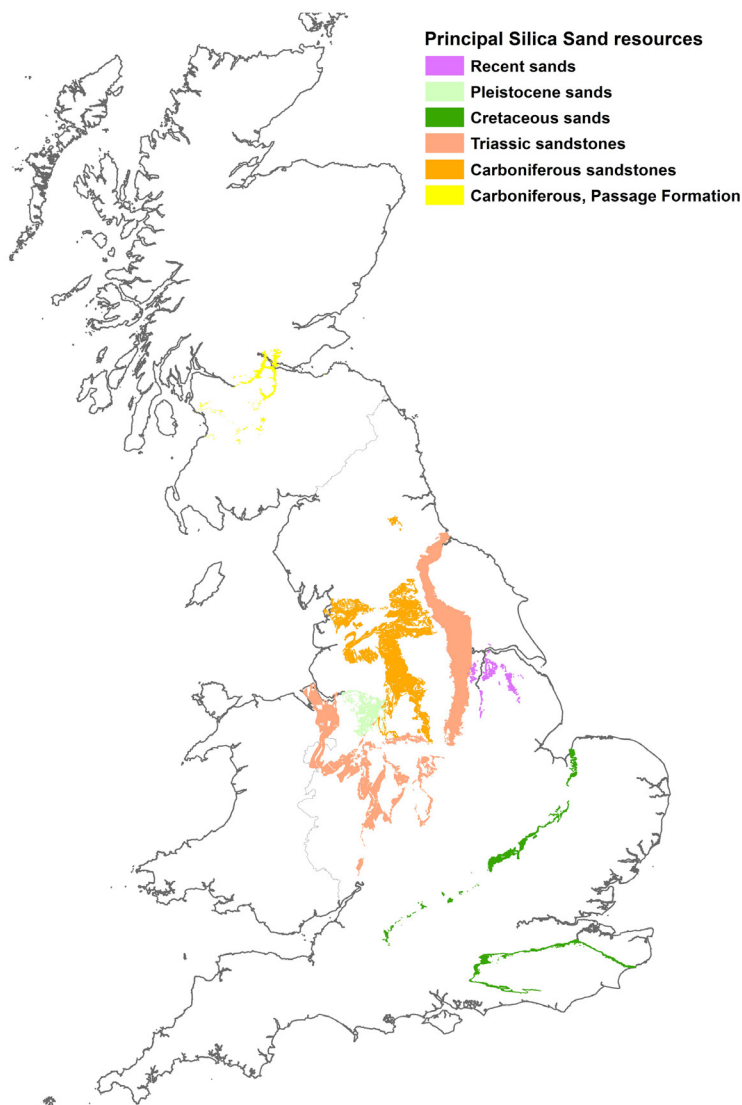 Principal Silica Sand resources
Recent sands
Pleistocene sands
Cretaceous sands
Triassic sandstones
Carboniferous sandstones
Carboniferous, Passage Formation